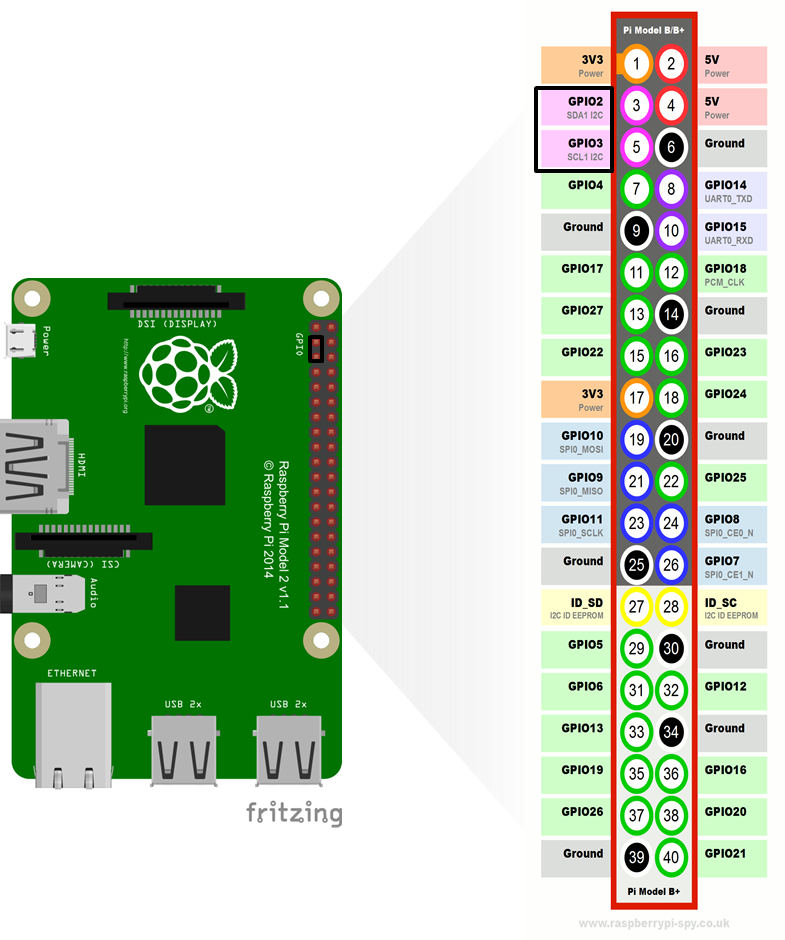 Pi Model B/B+
3V3
Power
1
2
5V
Power
GPIO2
SDA1 I2C
3
4
5V
Power
GPIO3
SCL1 I2C
5
6
Ground
GPIO4
7
8
GPIO14
UART0_TXD
Ground
9
10
GPIO15
UART0_RXD
GPIO17
11
12
GPIO18
PCM_CLK
GPIO27
13
14
Ground
GPIO22
15
16
GPIO23
3V3
Power
17
18
GPIO24
GPIO10
SPI0_MOSI
19
20
Ground
GPIO9
SPI0_MISO
21
22
GPIO25
GPIO11
SPI0_SCLK
23
24
GPIO8
SPI0_CE0_N
Ground
25
26
GPIO7
SPI0_CE1_N
ID_SD
I2C ID EEPROM
27
28
ID_SC
I2C ID EEPROM
GPIO5
29
30
Ground
GPIO6
31
32
GPIO12
GPIO13
33
34
Ground
GPIO19
35
36
GPIO16
GPIO26
37
38
GPIO20
Ground
39
40
GPIO21
Pi Model B+
www.raspberrypi-spy.co.uk
DSI (DISPLAY)
Power
http://www.raspberrypi.org
GPIO
®
HDMI
Raspberry Pi Model 2 v1.1
© Raspberry Pi 2014
CSI (CAMERA)
Audio
ETHERNET
USB 2x
USB 2x
fritzing